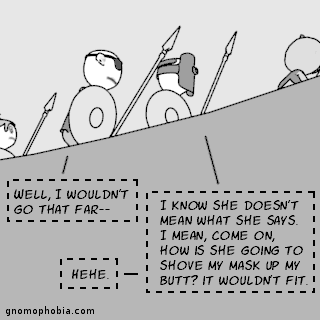 WELL, I WOULDN'T
GO THAT FAR--
I KNOW SHE DOESN'T
MEAN WHAT SHE SAYS.
I MEAN, COME ON,
HOW IS SHE GOING TO
SHOVE MY MASK UP MY
BUTT? IT WOULDN'T FIT.
HEHE.
gnomophobia.com